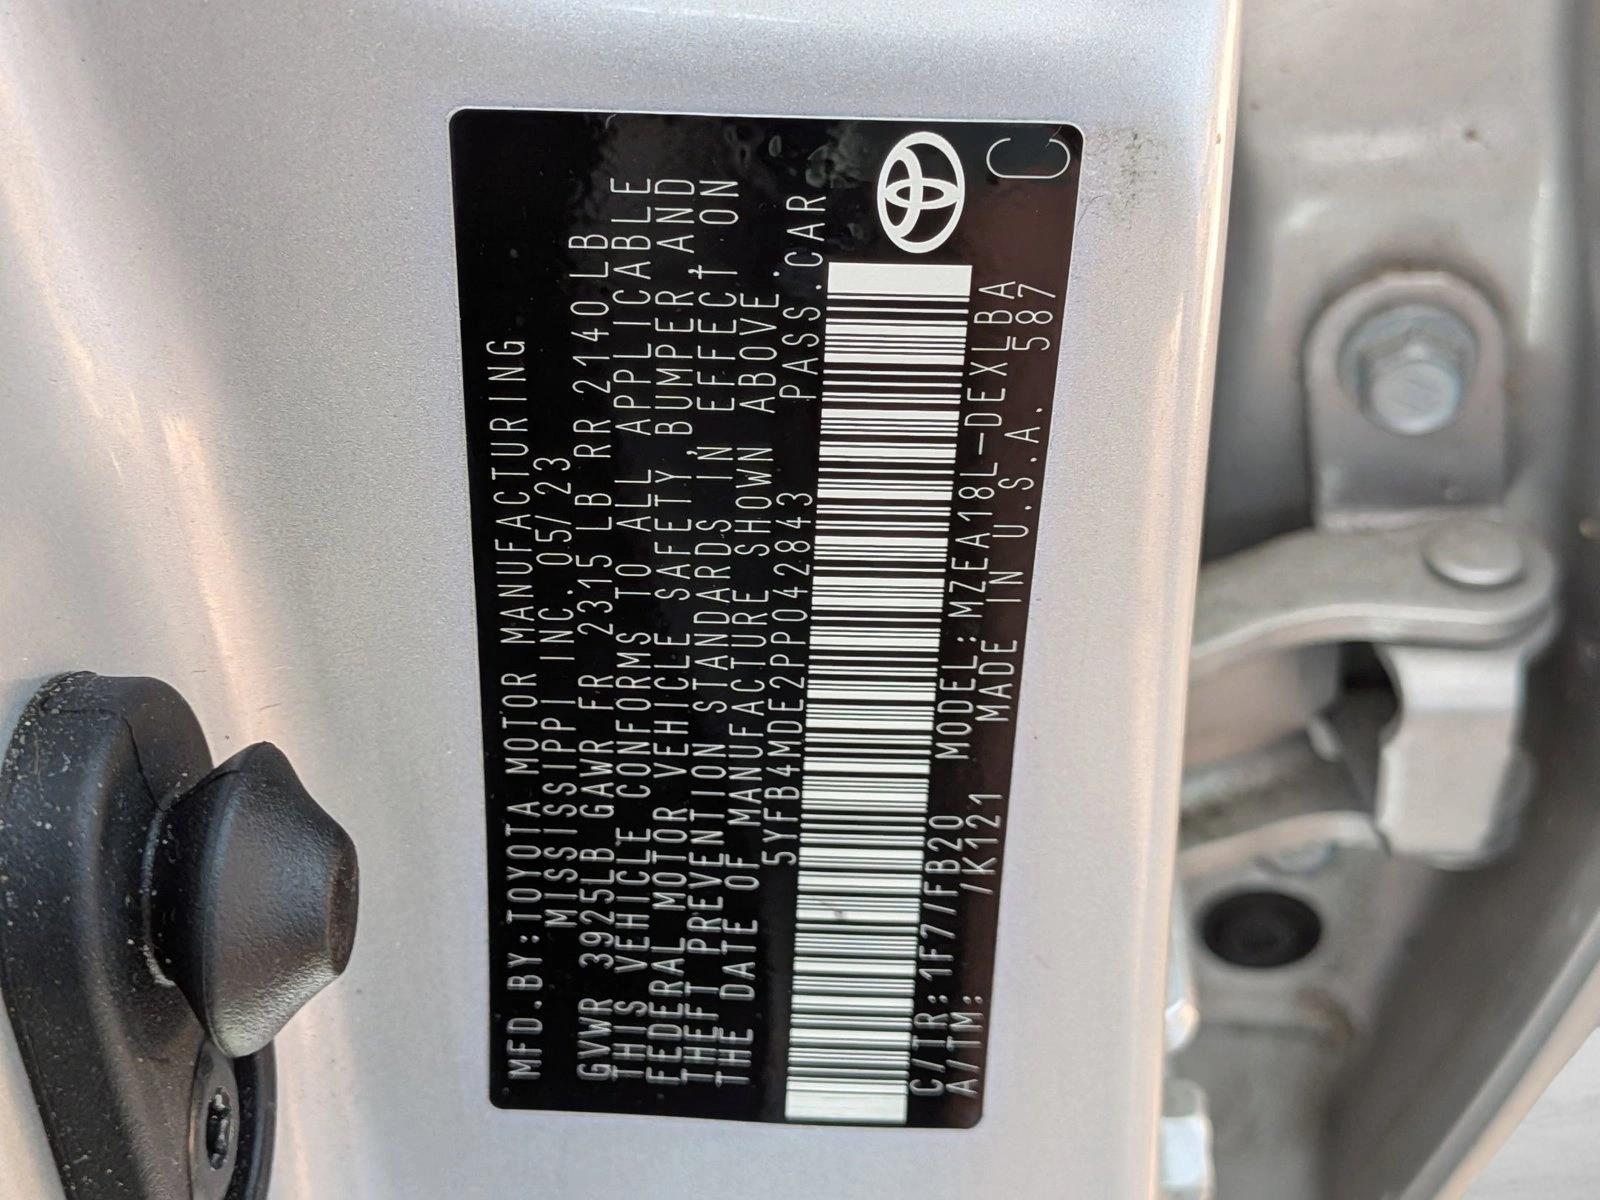 MFD.BY:TOYOTA MOTOR MANUFACTURING
MISSISSIPPI INC. 05/23
GVWR 3925LB GAWR FR 2315 LB RR 2140 LB
THIS VEHICLE CONFORMS TO ALL APPLICABLE
FEDERAL MOTOR VEHICLE SAFETY, BUMPER, AND
THEFT PREVENTION STANDARDS IN EFFECT ON
THE DATE OF MANUFACTURE SHOWN ABOVE.
5YFB4MDE2PP042843 PASS.CAR
C/TR:1F77/FB20 MODEL:MZEA18L-DEXLBA
A/TM: /K121 MADE IN U.S.A. 587
C